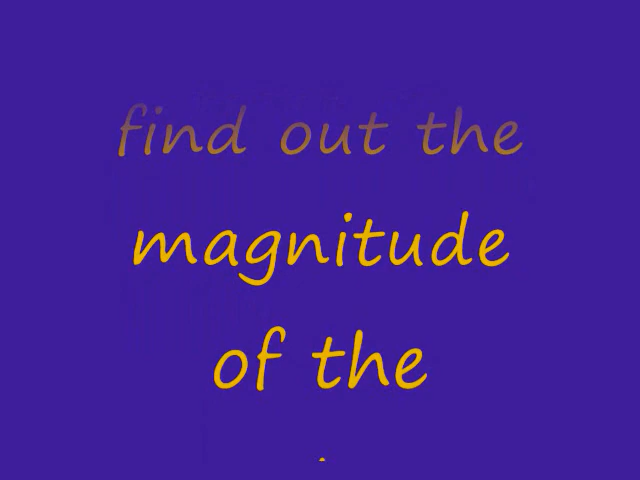 find out the
magnitude
of the